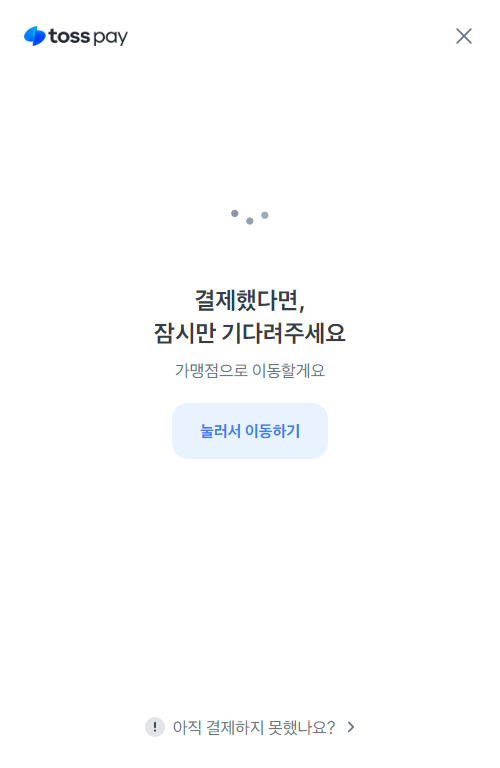 toss pay
결제했다면,
잠시만 기다려주세요
가맹점으로 이동할게요
눌러서 이동하기
! 아직 결제하지 못했나요? >